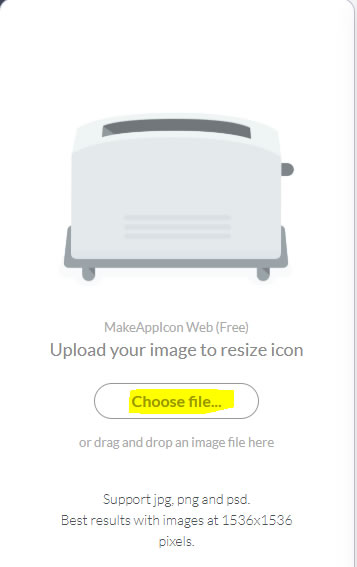 MakeAppIcon Web (Free)
Upload your image to resize icon
Choose file...
or drag and drop an image file here
Support jpg, png and psd.
Best results with images at 1536x1536
pixels.